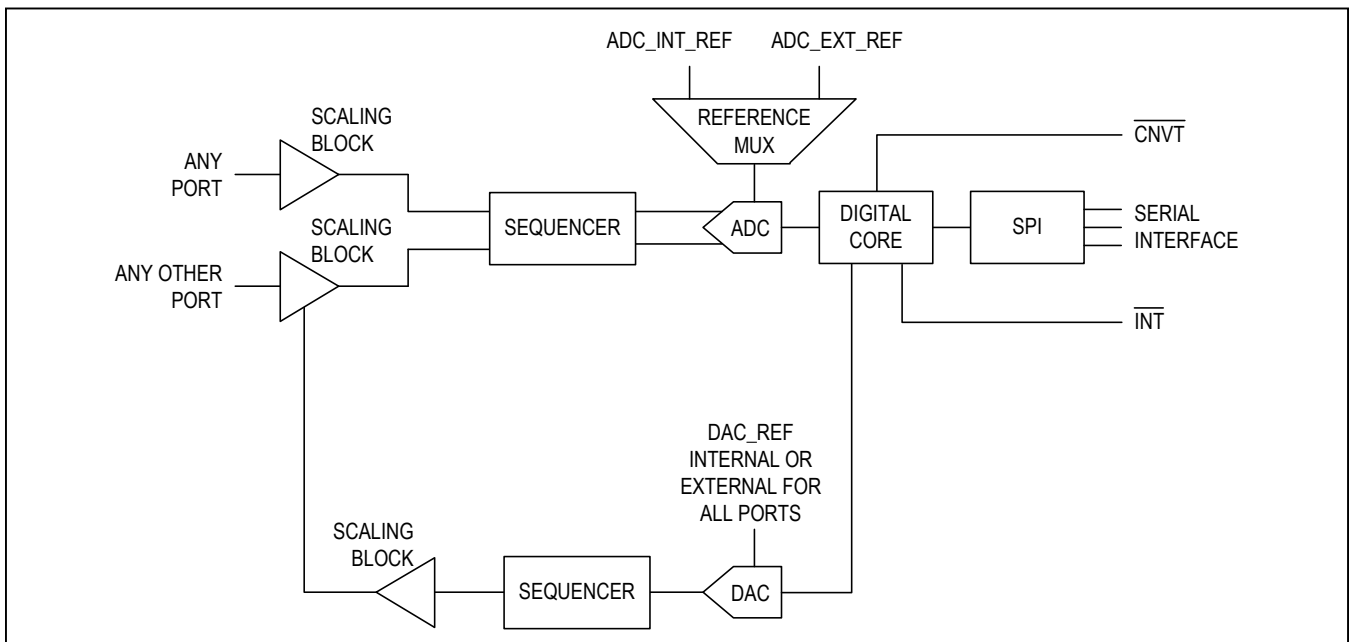 ADC_INT_REF
ADC_EXT_REF
REFERENCE
MUX
SCALING
BLOCK
ANY
PORT
SCALING
BLOCK
ANY OTHER
PORT
SEQUENCER
ADC
DIGITAL
CORE
SPI
CNVT
SERIAL
INTERFACE
INT
DAC_REF
INTERNAL OR
EXTERNAL FOR
ALL PORTS
SCALING
BLOCK
SEQUENCER
DAC